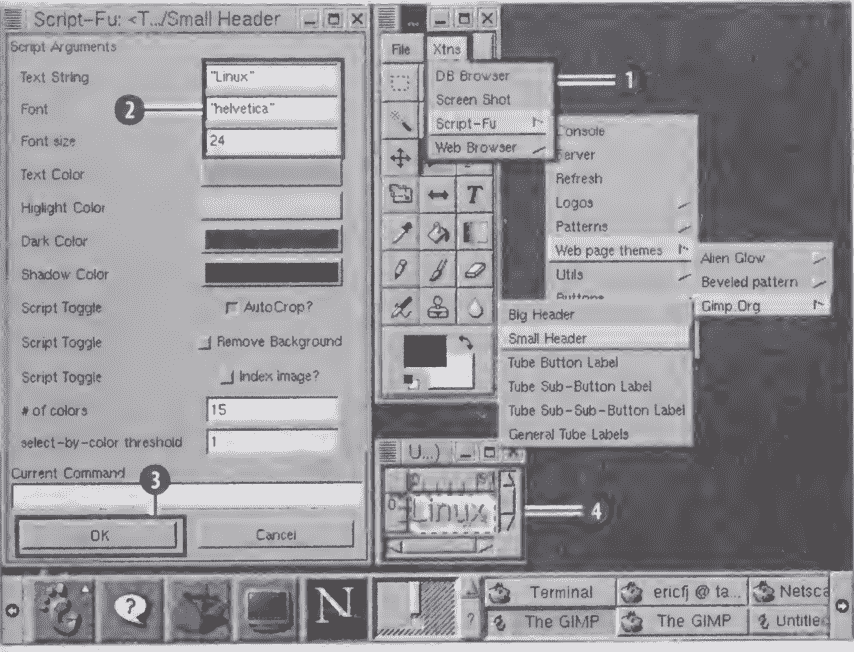 Script-Fu: <T.../Small Header
Script Arguments
Text String "Linux"
Font "helvetica"
Font size 24
Text Color
Higlight Color
Dark Color
Shadow Color
Script Toggle AutoCrop?
Script Toggle Remove Background
Script Toggle Index image?
# of colors 15
select-by-color threshold 1
Current Command
OK Cancel
2
3
...
File Xtns
DB Browser
Screen Shot
Script-Fu
Web Browser
1
Console
Server
Refresh
Logos
Patterns
Web page themes
Utils
Buttons
Alien Glow
Beveled pattern
Gimp.Org
Big Header
Small Header
Tube Button Label
Tube Sub-Button Label
Tube Sub-Sub-Button Label
General Tube Labels
U...)
0
Linux
4
?
N
?
Terminal
ericfj @ ta...
Netsca
The GIMP
The GIMP
Untitled